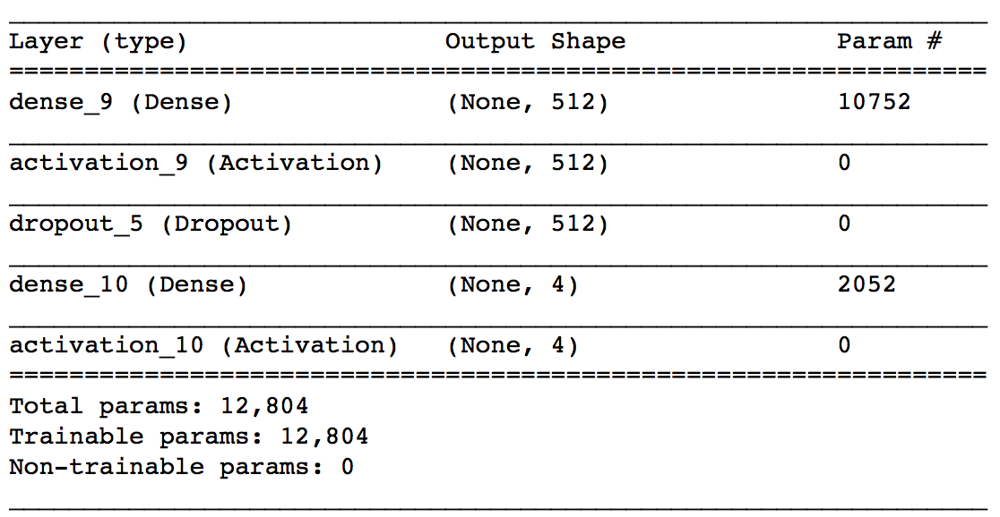 _________________________________________________________________
Layer (type)                 Output Shape              Param #
=================================================================
dense_9 (Dense)              (None, 512)               10752
_________________________________________________________________
activation_9 (Activation)    (None, 512)               0
_________________________________________________________________
dropout_5 (Dropout)          (None, 512)               0
_________________________________________________________________
dense_10 (Dense)             (None, 4)                 2052
_________________________________________________________________
activation_10 (Activation)   (None, 4)                 0
=================================================================
Total params: 12,804
Trainable params: 12,804
Non-trainable params: 0
_________________________________________________________________